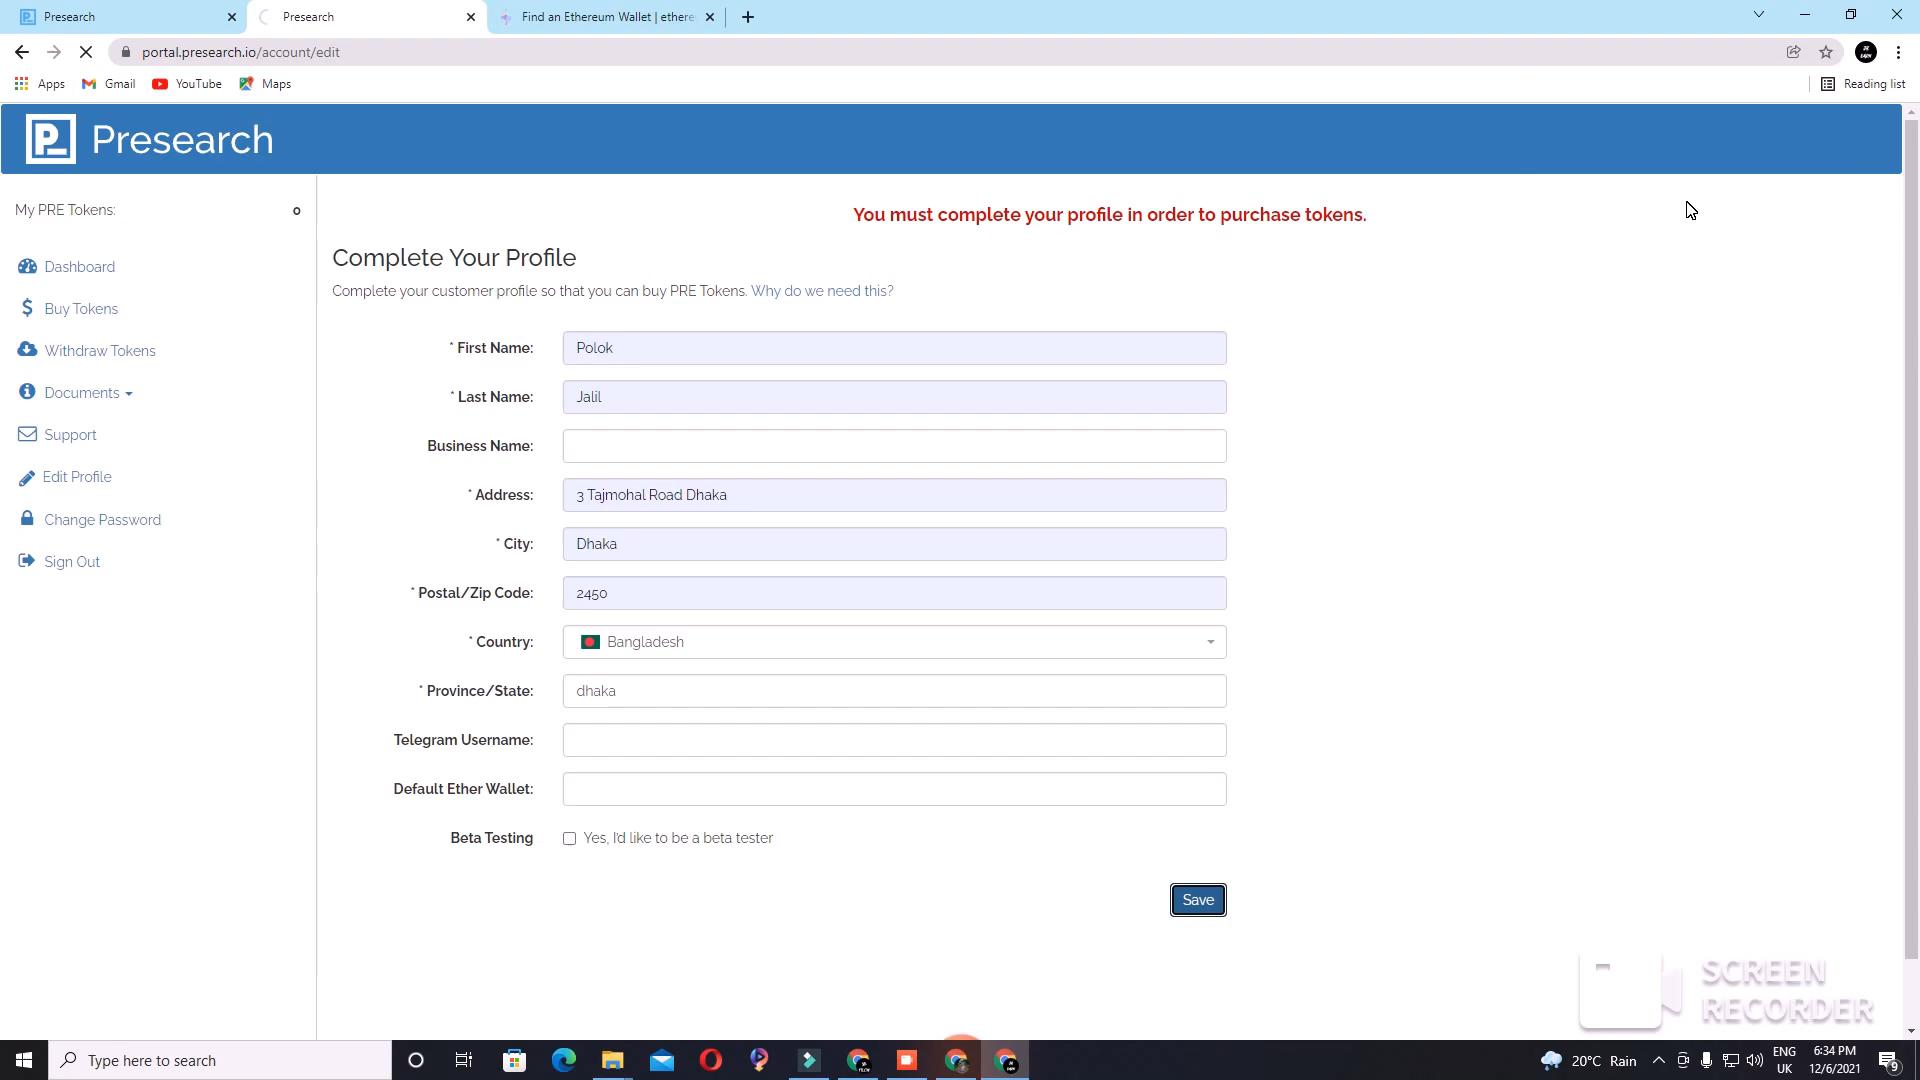 Presearch
Presearch
Find an Ethereum Wallet | ethere
portal.presearch.io/account/edit
Apps
Gmail
YouTube
Maps
Reading list
Presearch
My PRE Tokens:
0
You must complete your profile in order to purchase tokens.
Complete Your Profile
Complete your customer profile so that you can buy PRE Tokens. Why do we need this?
Dashboard
Buy Tokens
Withdraw Tokens
Documents
Support
Edit Profile
Change Password
Sign Out
* First Name:
Polok
* Last Name:
Jalil
Business Name:
* Address:
3 Tajmohal Road Dhaka
* City:
Dhaka
* Postal/Zip Code:
2450
* Country:
Bangladesh
* Province/State:
dhaka
Telegram Username:
Default Ether Wallet:
Beta Testing
Yes, I'd like to be a beta tester
Save
SCREEN
RECORDER
Type here to search
20°C Rain
ENG
UK
6:34 PM
12/6/2021
9